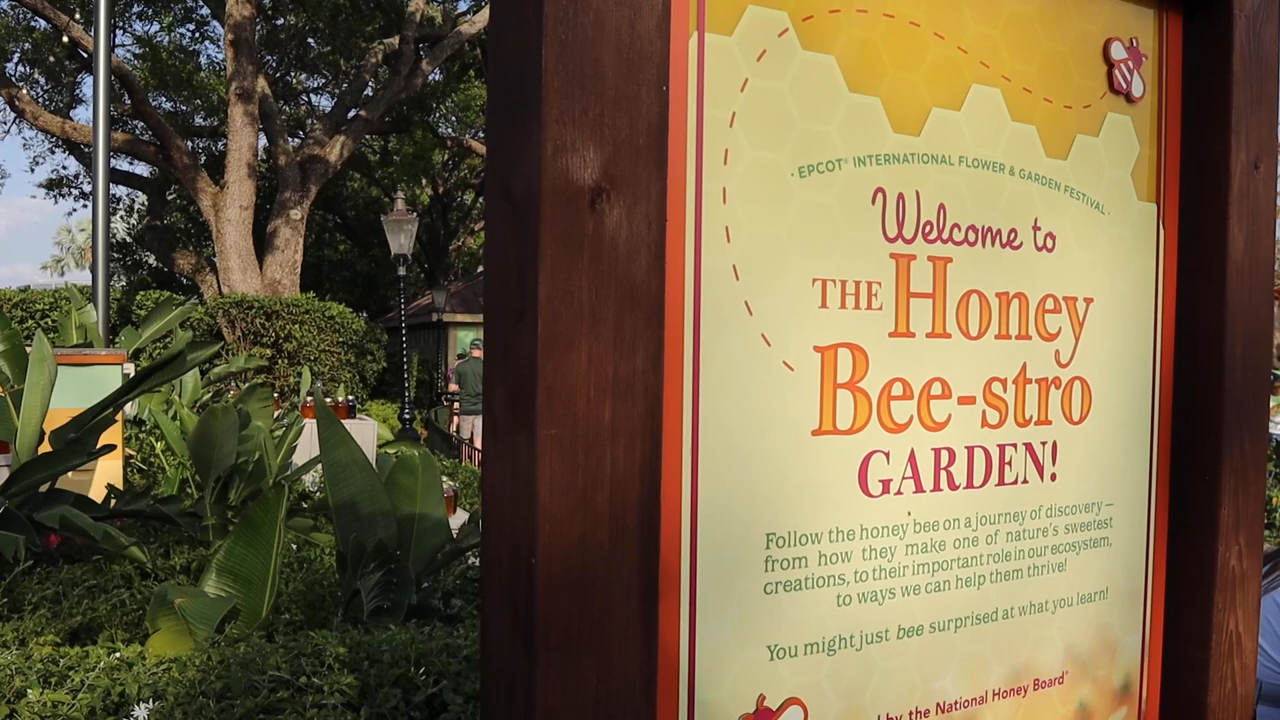 · EPCOT® INTERNATIONAL FLOWER & GARDEN FESTIVAL ·
Welcome to
THE Honey
Bee-stro
GARDEN!
Follow the honey bee on a journey of discovery—
from how they make one of nature's sweetest
creations, to their important role in our ecosystem,
to ways we can help them thrive!
You might just bee surprised at what you learn!
by the National Honey Board®